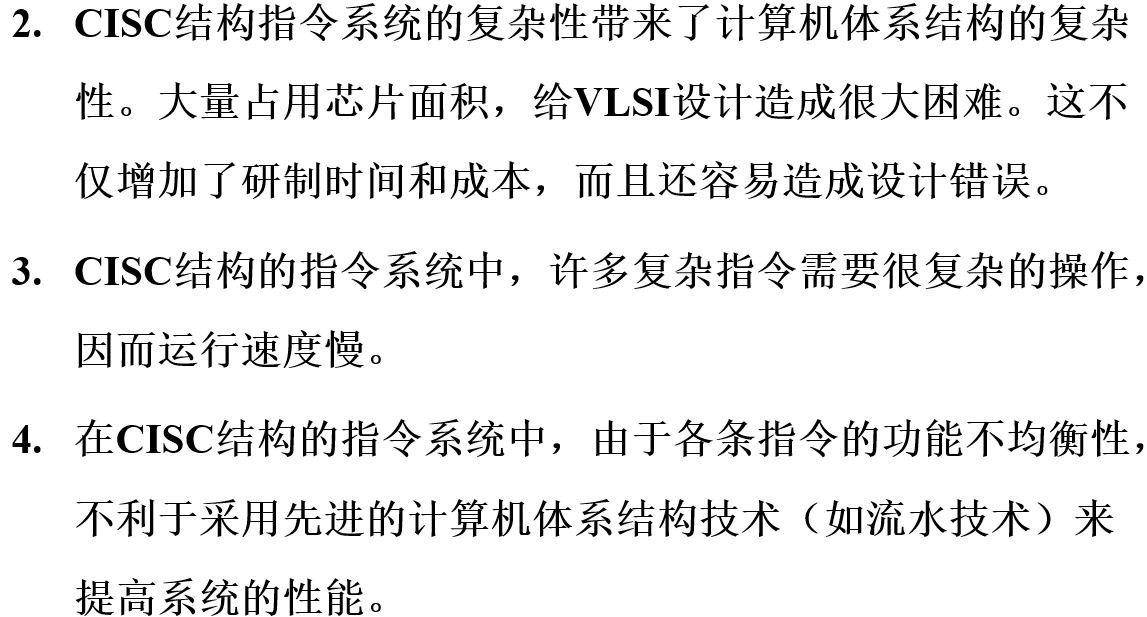 2. CISC结构指令系统的复杂性带来了计算机体系结构的复杂
性。大量占用芯片面积，给VLSI设计造成很大困难。这不
仅增加了研制时间和成本，而且还容易造成设计错误。
3. CISC结构的指令系统中，许多复杂指令需要很复杂的操作，
因而运行速度慢。
4. 在CISC结构的指令系统中，由于各条指令的功能不均衡性，
不利于采用先进的计算机体系结构技术（如流水技术）来
提高系统的性能。